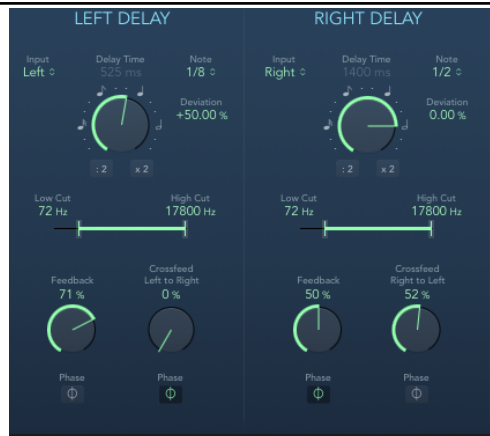 LEFT DELAY
Input
Left
Delay Time
525 ms
Note
1/8
Deviation
+50.00 %
: 2
x 2
Low Cut
72 Hz
High Cut
17800 Hz
Feedback
71 %
Crossfeed
Left to Right
0 %
Phase
Phase
RIGHT DELAY
Input
Right
Delay Time
1400 ms
Note
1/2
Deviation
0.00 %
: 2
x 2
Low Cut
72 Hz
High Cut
17800 Hz
Feedback
50 %
Crossfeed
Right to Left
52 %
Phase
Phase